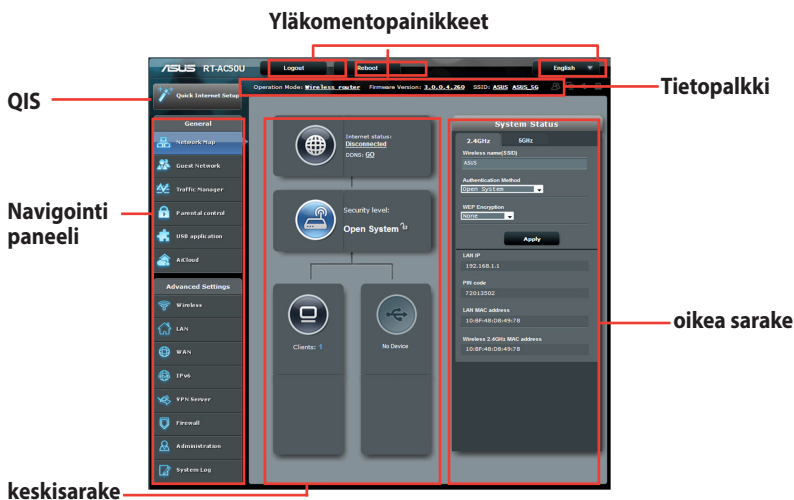 Yläkomentopainikkeet
ASUS RT-AC50U Logout Reboot English
Tietopalkki
QIS
Quick Internet Setup
Operation Mode: Wireless router Firmware Version: 3.0.0.4.260 SSID: ASUS ASUS_5G
General
Network Map
Guest Network
Traffic Manager
Parental control
USB application
AiCloud
Navigointi
paneeli
Advanced Settings
Wireless
LAN
WAN
IPv6
VPN Server
Firewall
Administration
System Log
Internet status:
Disconnected
DDNS: GO
Security level:
Open System
Clients: 1
No Device
System Status
2.4GHz 5GHz
Wireless name(SSID)
ASUS
Authentication Method
Open System
WEP Encryption
None
Apply
LAN IP
192.168.1.1
PIN code
72013502
LAN MAC address
10:BF:48:D8:49:78
Wireless 2.4GHz MAC address
10:BF:48:D8:49:78
oikea sarake
keskisarake